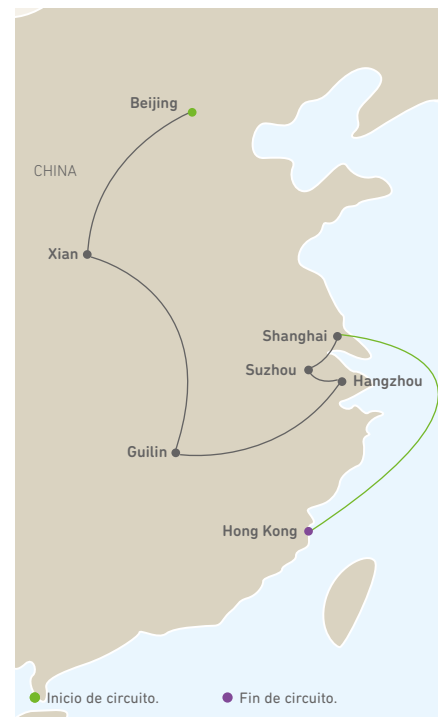 Beijing
CHINA
Xian
Shanghai
Suzhou
Hangzhou
Guilin
Hong Kong
Inicio de circuito.
Fin de circuito.